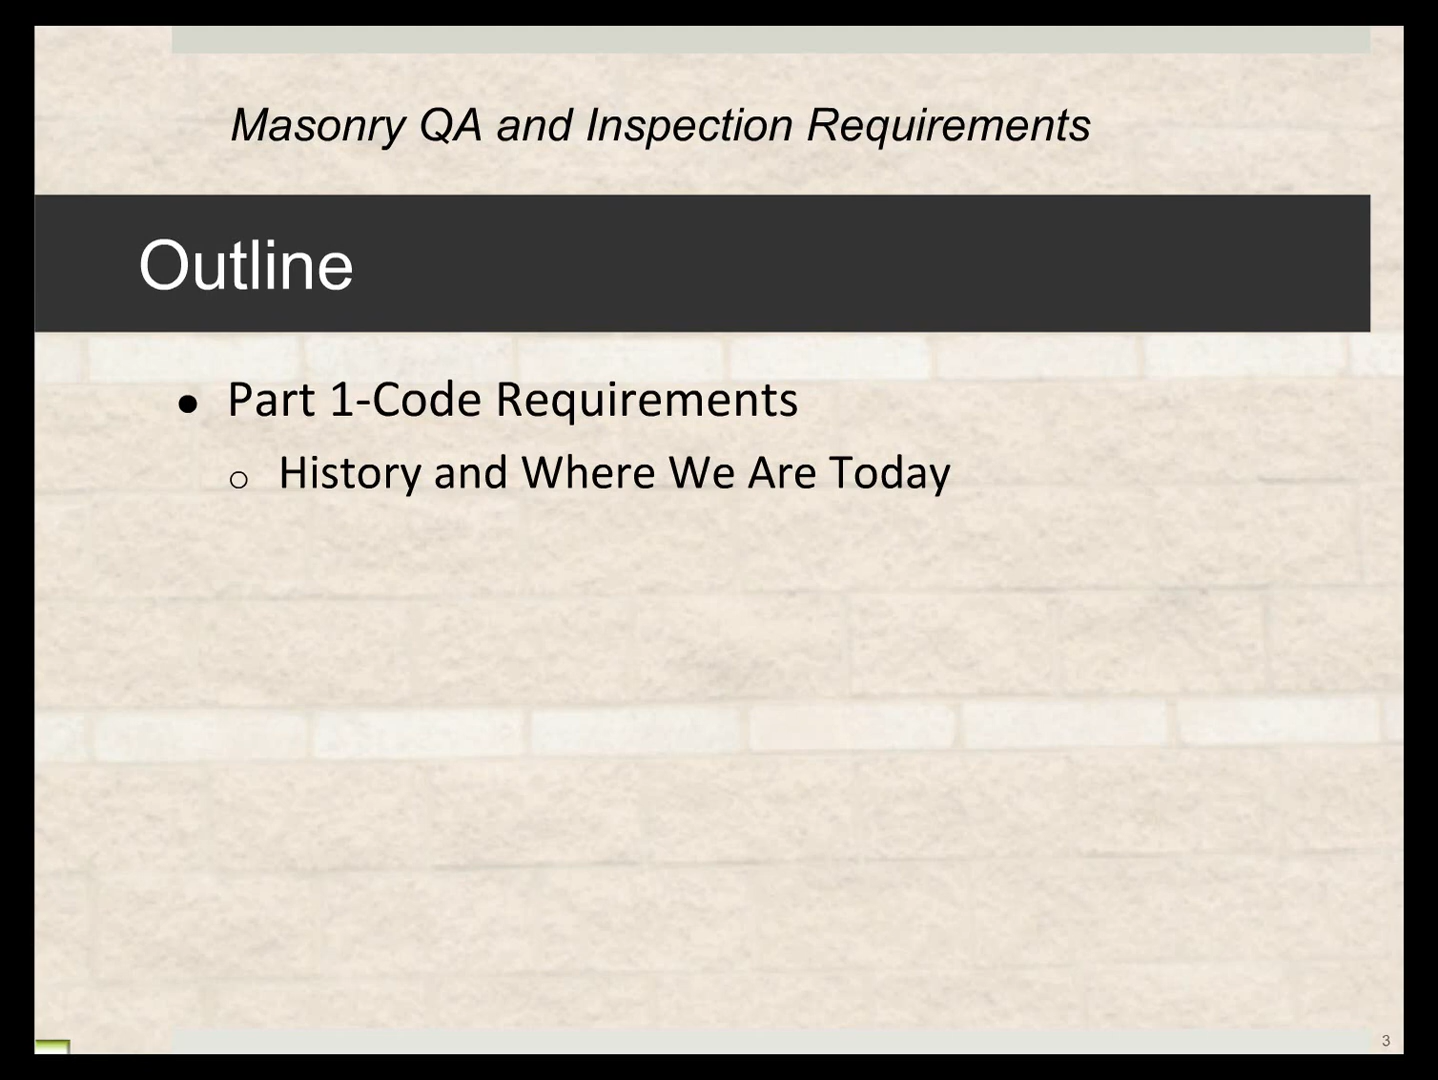 Masonry QA and Inspection Requirements
Outline
● Part 1-Code Requirements
○ History and Where We Are Today
3